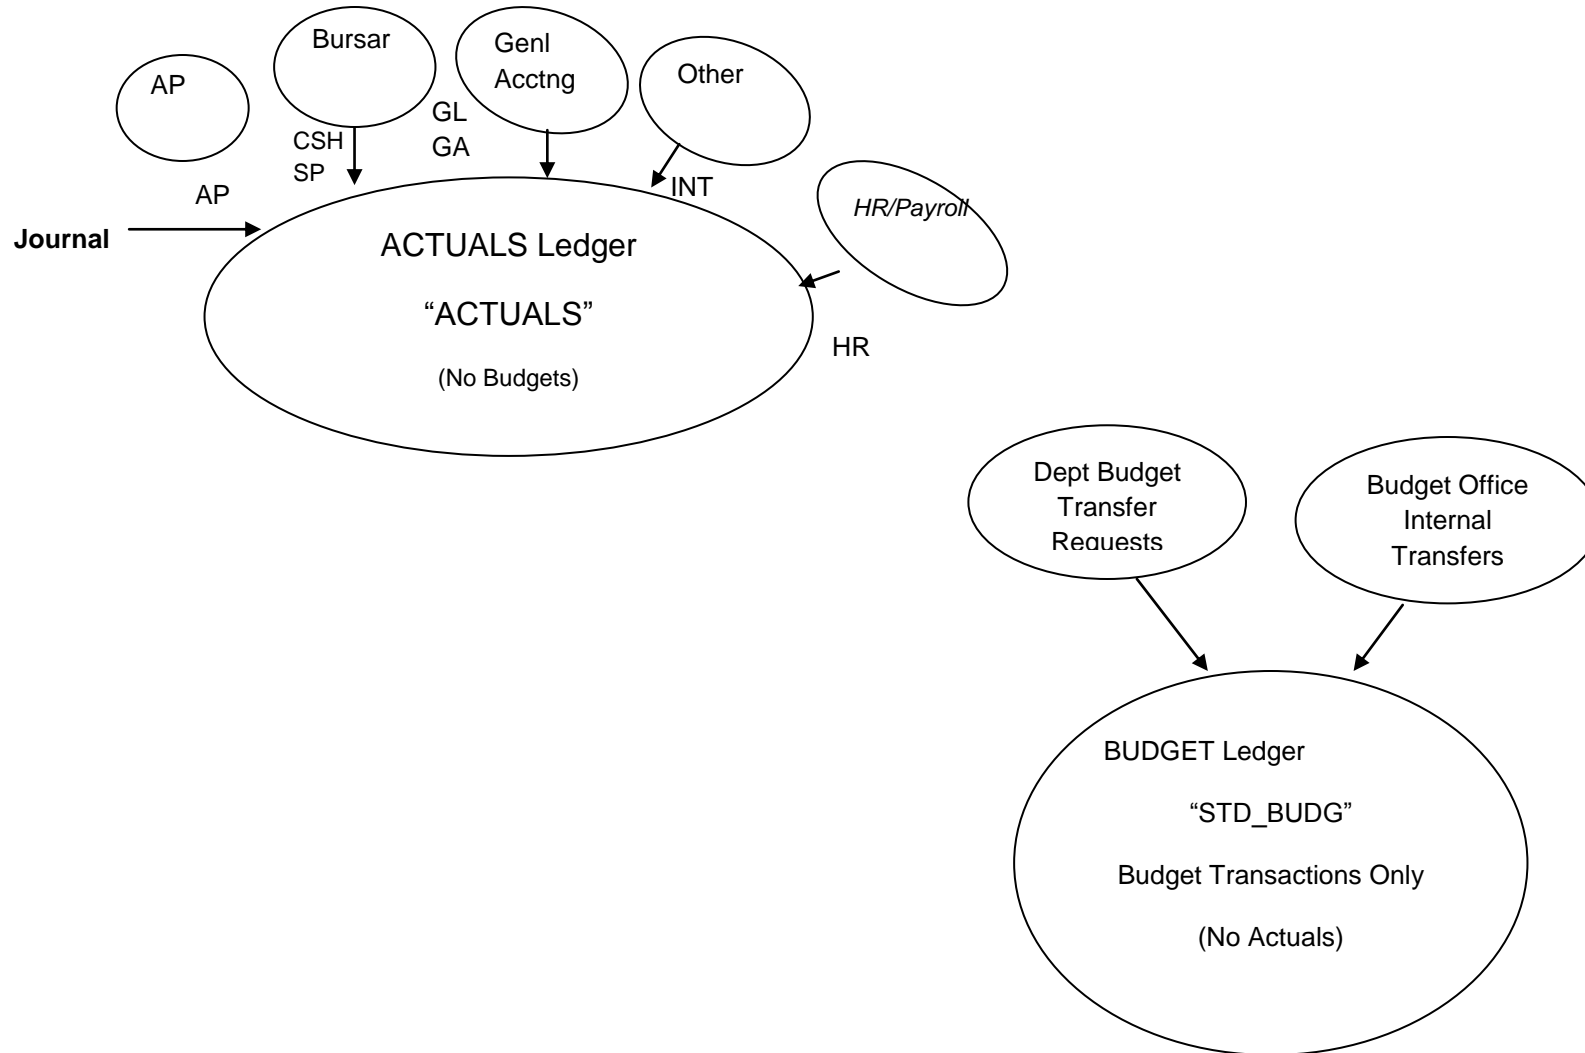 Bursar
Genl
Acctng
Other
AP
CSH
SP
GL
GA
AP
INT
HR/Payroll
Journal
ACTUALS Ledger
“ACTUALS”
(No Budgets)
HR
Dept Budget
Transfer
Requests
Budget Office
Internal
Transfers
BUDGET Ledger
“STD_BUDG”
Budget Transactions Only
(No Actuals)